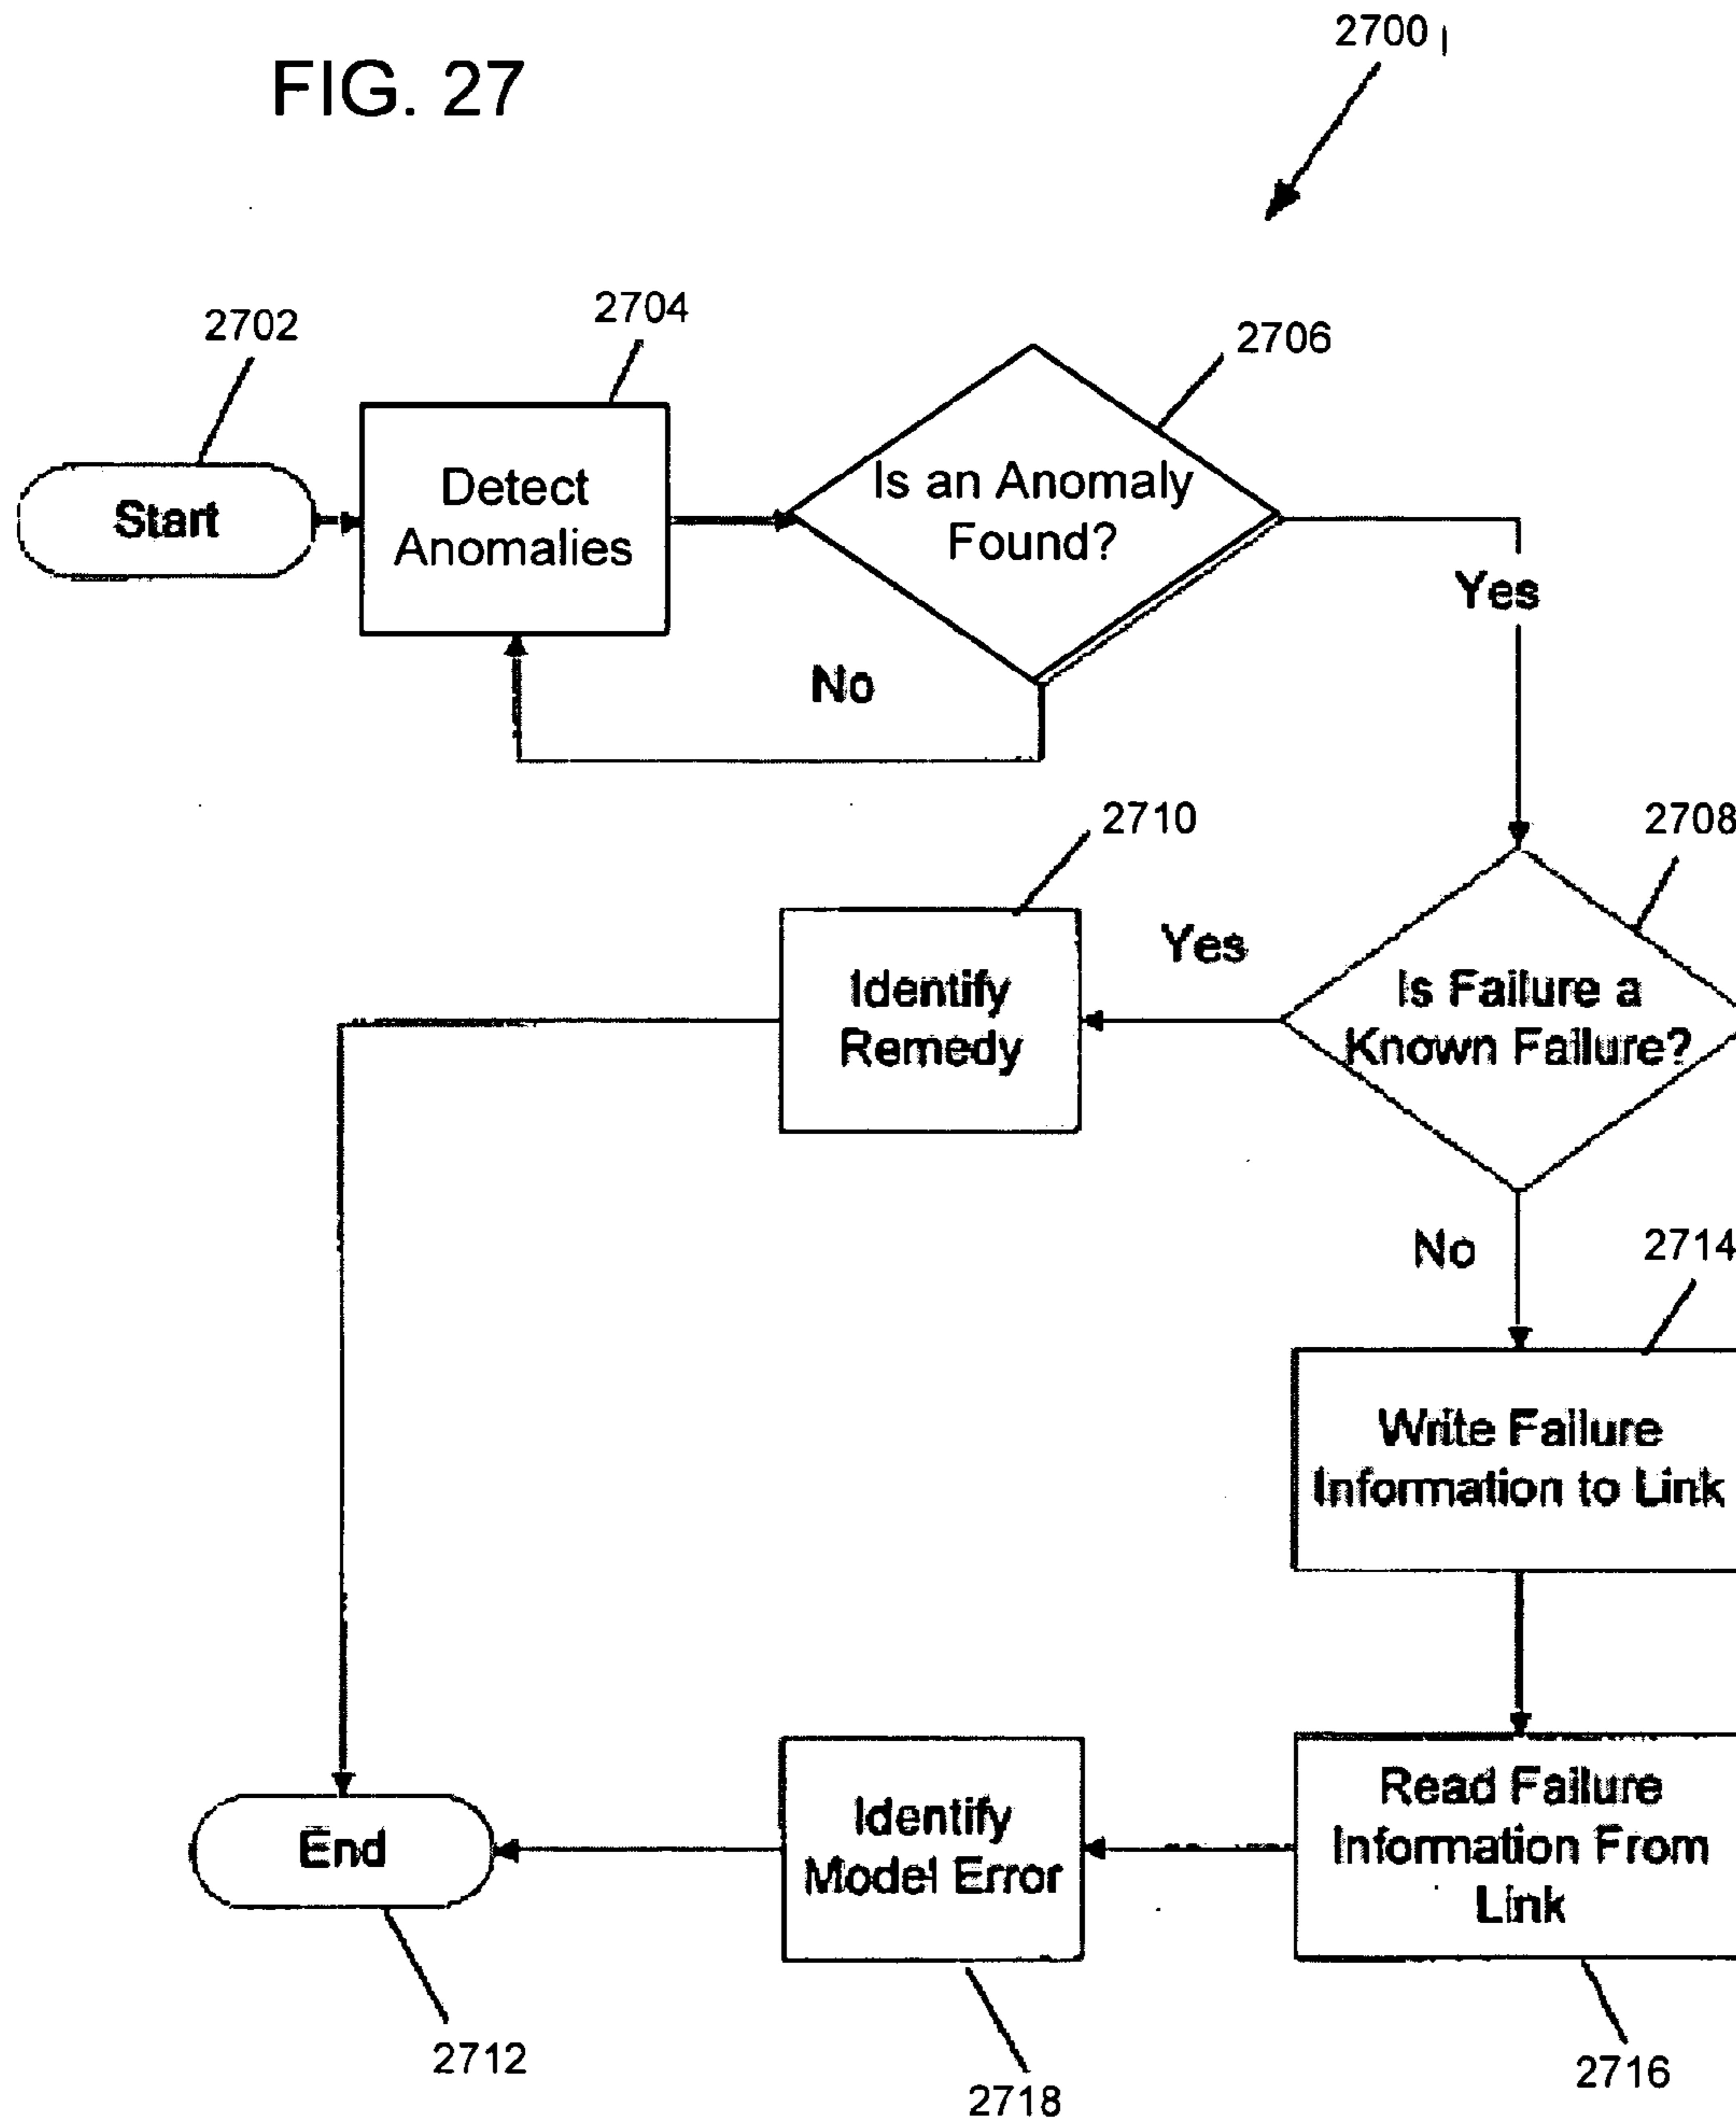 FIG. 27
2700
2702
2704
2706
Start
Detect
Anomalies
Is an Anomaly
Found?
Yes
No
2710
2708
Identify
Remedy
Yes
Is Failure a
Known Failure?
No
2714
Write Failure
Information to Link
Read Failure
Information From
Link
Identify
Model Error
End
2712
2718
2716